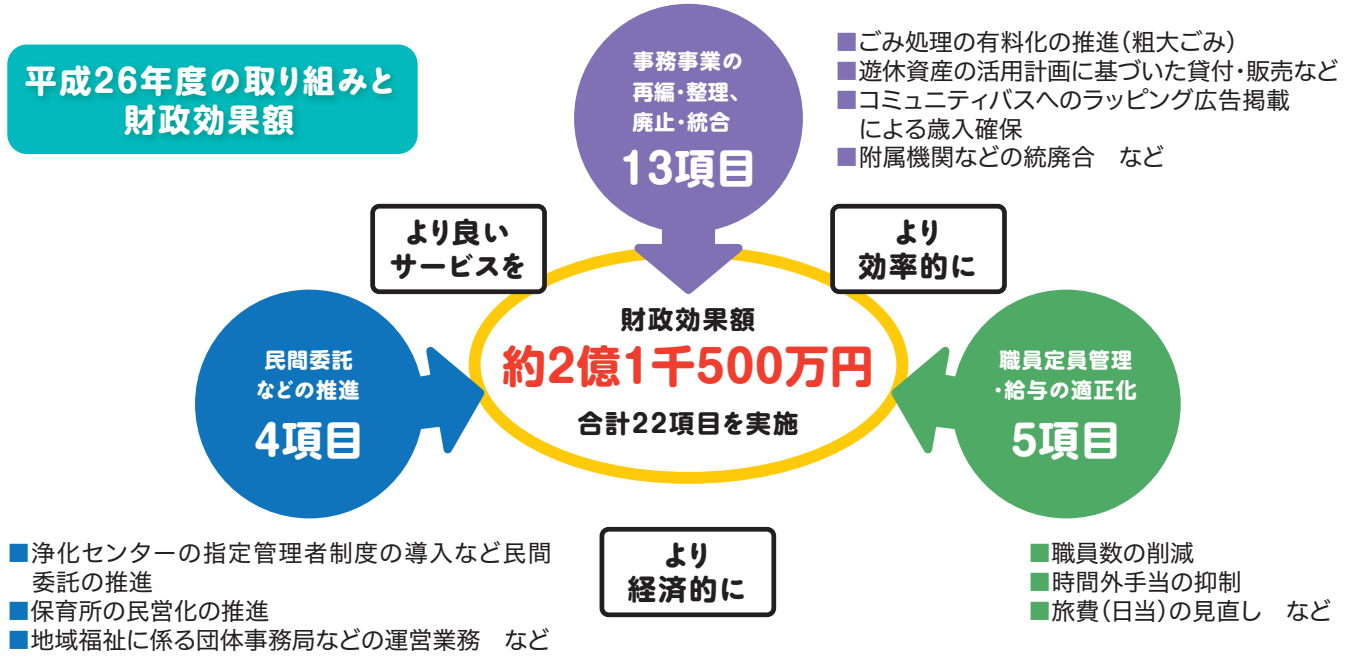 平成26年度の取り組みと
財政効果額
事務事業の
再編・整理、
廃止・統合
13項目
■ごみ処理の有料化の推進(粗大ごみ)
■遊休資産の活用計画に基づいた貸付・販売など
■コミュニティバスへのラッピング広告掲載
による歳入確保
■附属機関などの統廃合　など
より良い
サービスを
より
効率的に
財政効果額
約2億1千500万円
合計22項目を実施
民間委託
などの推進
4項目
職員定員管理
・給与の適正化
5項目
■浄化センターの指定管理者制度の導入など民間
委託の推進
■保育所の民営化の推進
■地域福祉に係る団体事務局などの運営業務　など
より
経済的に
■職員数の削減
■時間外手当の抑制
■旅費(日当)の見直し　など